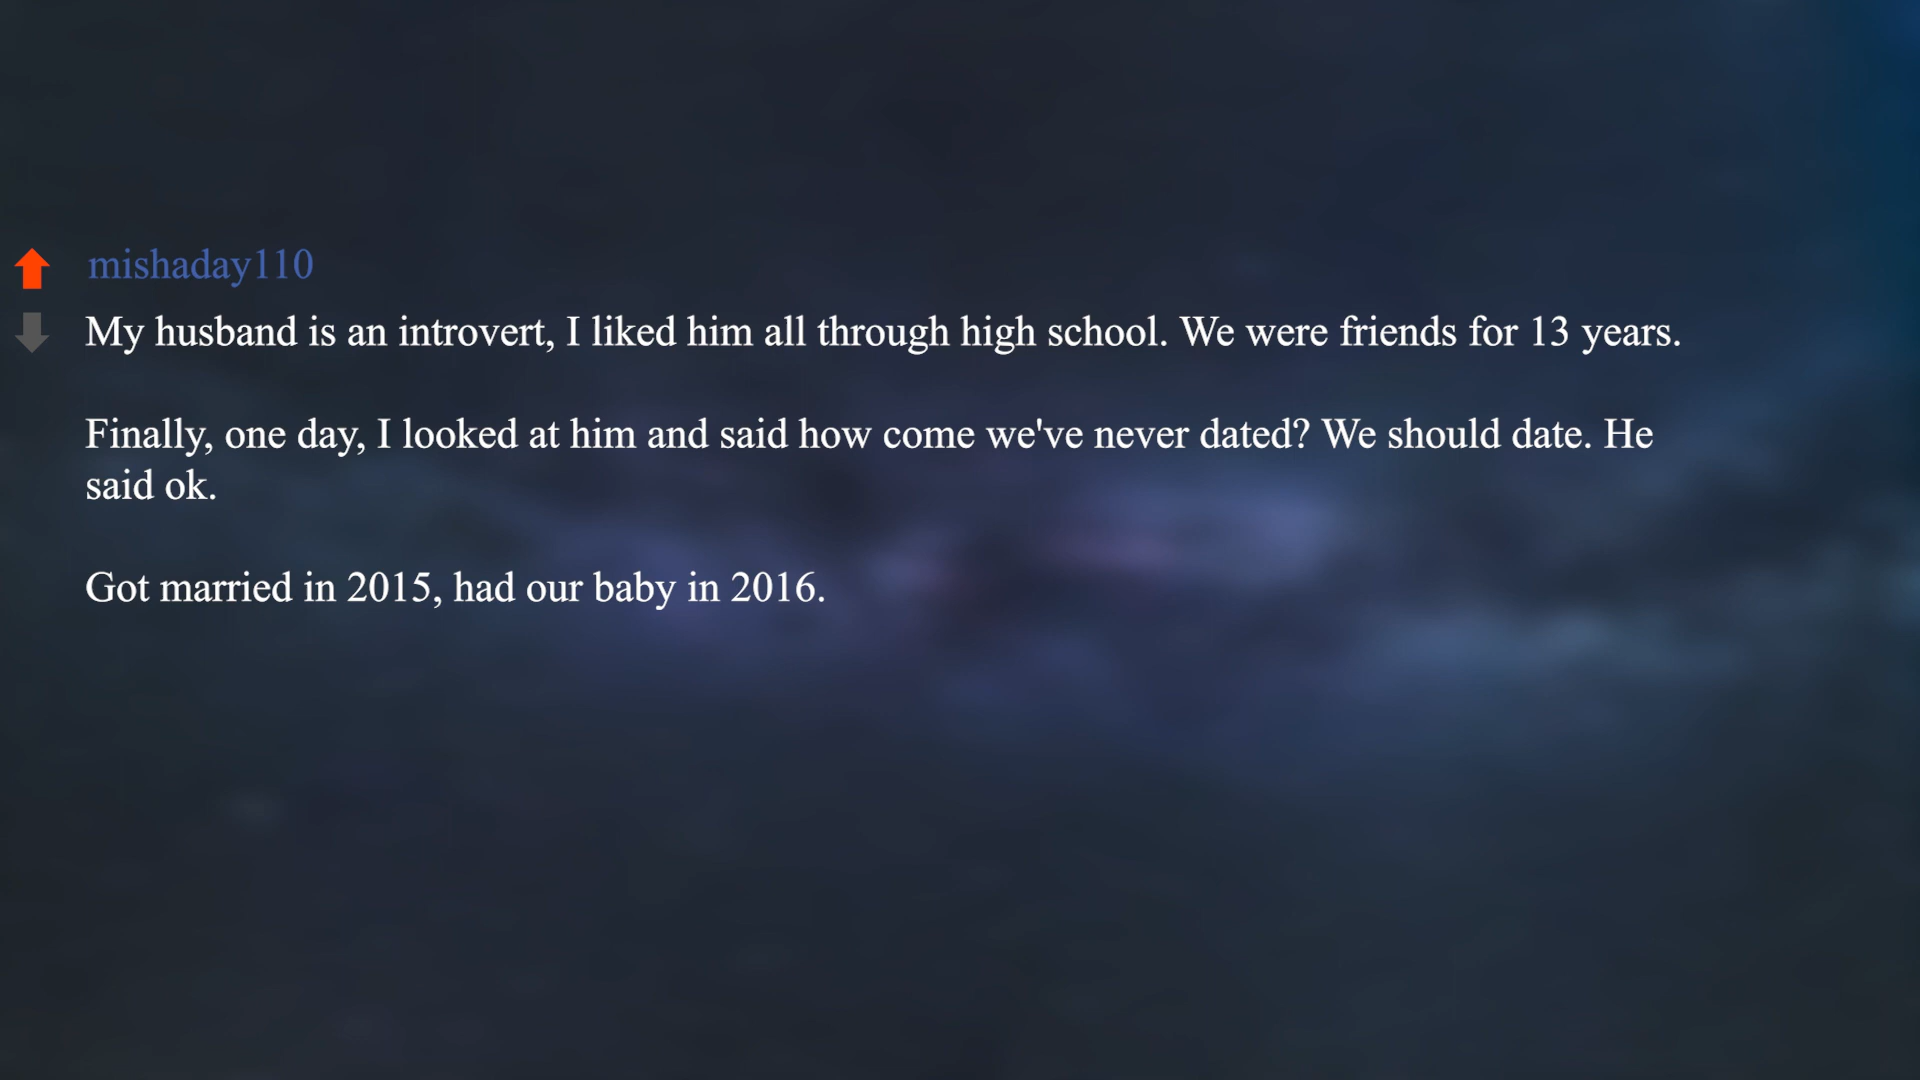 mishaday110
My husband is an introvert, I liked him all through high school. We were friends for 13 years.
Finally, one day, I looked at him and said how come we've never dated? We should date. He
said ok.
Got married in 2015, had our baby in 2016.